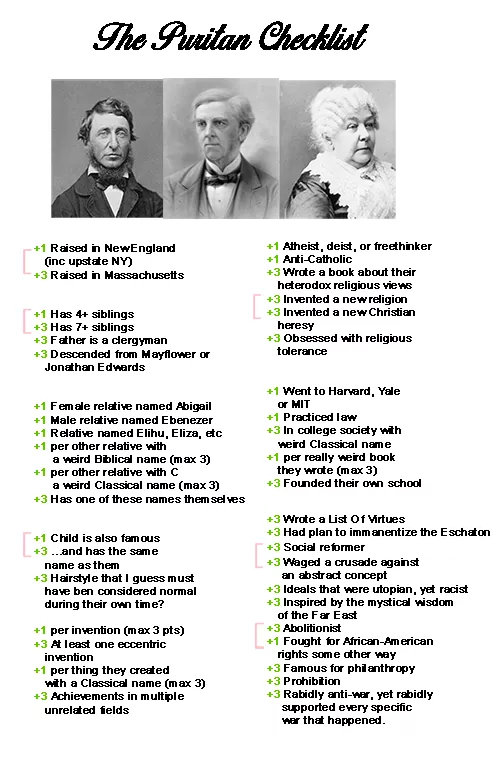 The Puritan Checklist
+1 Raised in New England
(inc upstate NY)
+3 Raised in Massachusetts
+1 Has 4+ siblings
+3 Has 7+ siblings
+3 Father is a clergyman
+3 Descended from Mayflower or
Jonathan Edwards
+1 Female relative named Abigail
+1 Male relative named Ebenezer
+1 Relative named Elihu, Eliza, etc
+1 per other relative with
a weird Biblical name (max 3)
+1 per other relative with C
a weird Classical name (max 3)
+3 Has one of these names themselves
+1 Child is also famous
+3 ...and has the same
name as them
+3 Hairstyle that I guess must
have ben considered normal
during their own time?
+1 per invention (max 3 pts)
+3 At least one eccentric
invention
+1 per thing they created
with a Classical name (max 3)
+3 Achievements in multiple
unrelated fields
+1 Atheist, deist, or freethinker
+1 Anti-Catholic
+3 Wrote a book about their
heterodox religious views
+3 Invented a new religion
+3 Invented a new Christian
heresy
+3 Obsessed with religious
tolerance
+1 Went to Harvard, Yale
or MIT
+1 Practiced law
+3 In college society with
weird Classical name
+1 per really weird book
they wrote (max 3)
+3 Founded their own school
+3 Wrote a List Of Virtues
+3 Had plan to immanentize the Eschaton
+3 Social reformer
+3 Waged a crusade against
an abstract concept
+3 Ideals that were utopian, yet racist
+3 Inspired by the mystical wisdom
of the Far East
+3 Abolitionist
+1 Fought for African-American
rights some other way
+3 Famous for philanthropy
+3 Prohibition
+3 Rabidly anti-war, yet rabidly
supported every specific
war that happened.